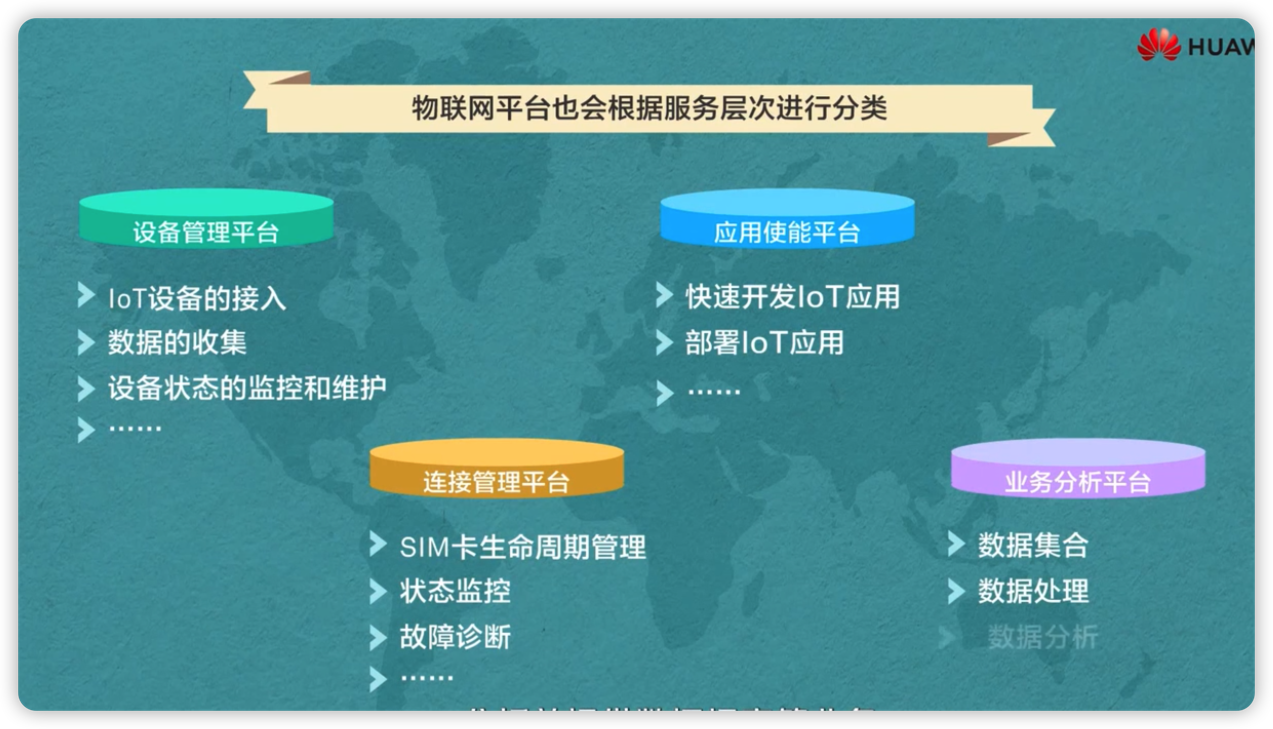 HUAW
物联网平台也会根据服务层次进行分类
设备管理平台
IoT设备的接入
数据的收集
设备状态的监控和维护
……
应用使能平台
快速开发IoT应用
部署IoT应用
……
连接管理平台
SIM卡生命周期管理
状态监控
故障诊断
……
业务分析平台
数据集合
数据处理
数据分析